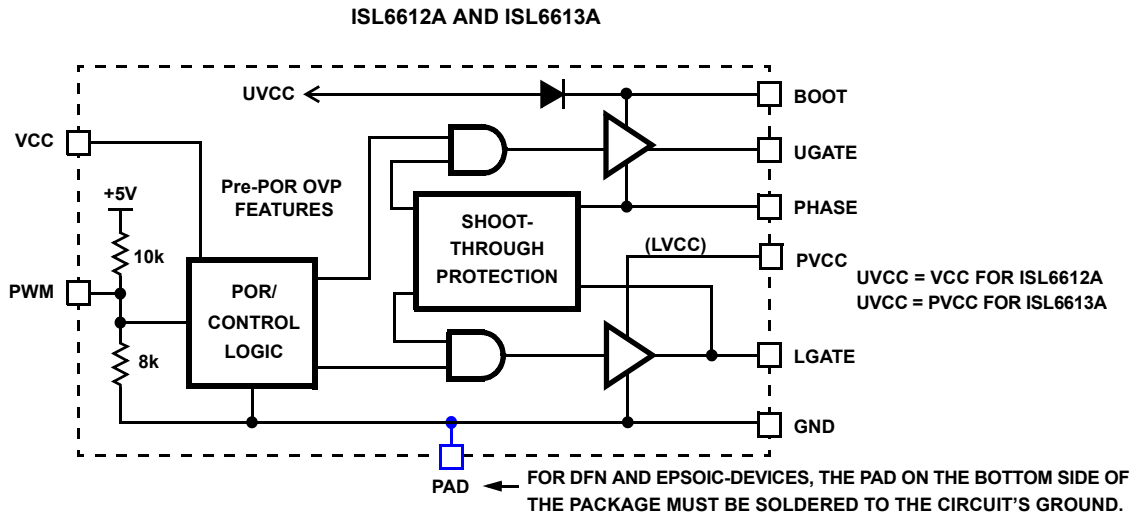 ISL6612A AND ISL6613A
UVCC
BOOT
VCC
UGATE
+5V
Pre-POR OVP
FEATURES
PHASE
SHOOT-
THROUGH
PROTECTION
10k
(LVCC)
PVCC
UVCC = VCC FOR ISL6612A
UVCC = PVCC FOR ISL6613A
PWM
POR/
CONTROL
LOGIC
8k
LGATE
GND
PAD
FOR DFN AND EPSOIC-DEVICES, THE PAD ON THE BOTTOM SIDE OF
THE PACKAGE MUST BE SOLDERED TO THE CIRCUIT'S GROUND.